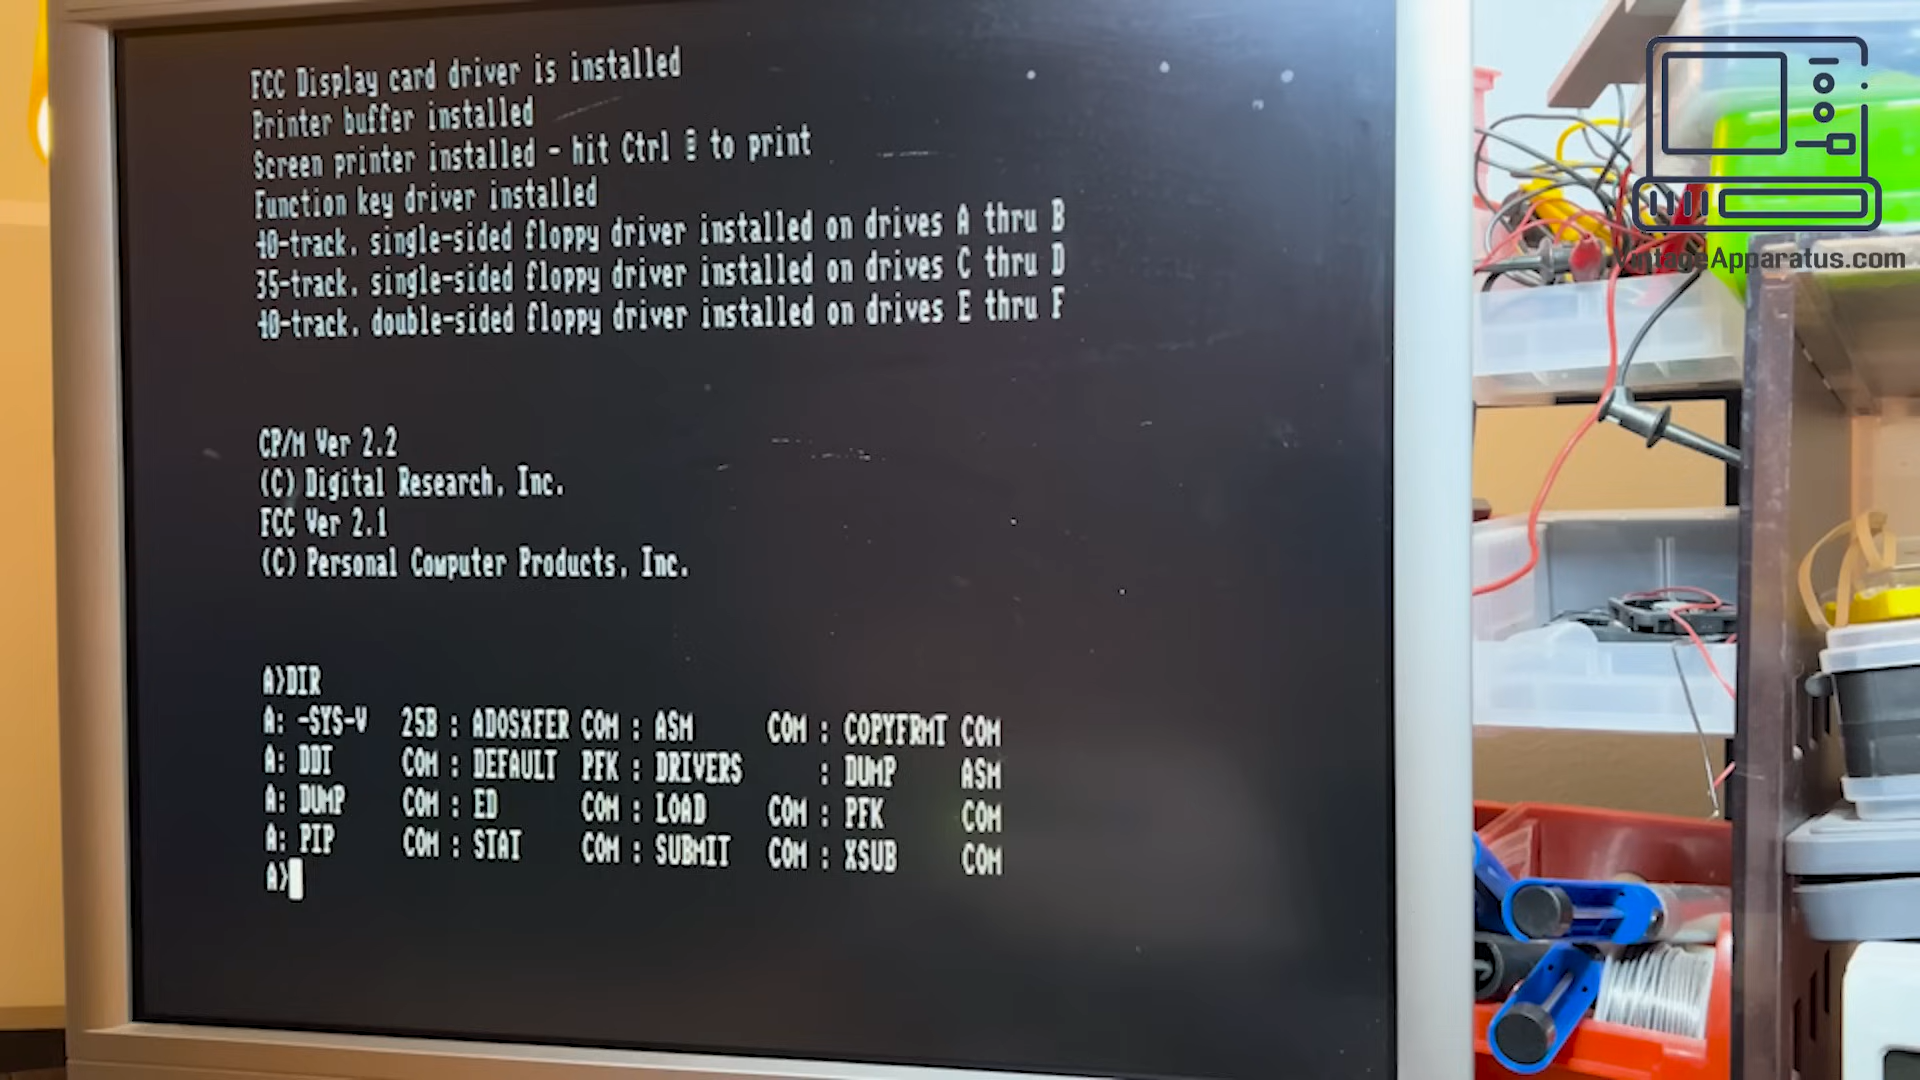 FCC Display card driver is installed
Printer buffer installed
Screen printer installed - hit Ctrl @ to print
Function key driver installed
40-track, single-sided floppy driver installed on drives A thru B
35-track, single-sided floppy driver installed on drives C thru D
40-track, double-sided floppy driver installed on drives E thru F
CP/M Ver 2.2
(C) Digital Research, Inc.
FCC Ver 2.1
(C) Personal Computer Products, Inc.
A>DIR
A: -SYS-V 25B : ADOSXFER COM : ASM COM : COPYFRMT COM
A: DDT COM : DEFAULT PFK : DRIVERS : DUMP ASM
A: DUMP COM : ED COM : LOAD COM : PFK COM
A: PIP COM : STAT COM : SUBMIT COM : XSUB COM
A>
VintageApparatus.com